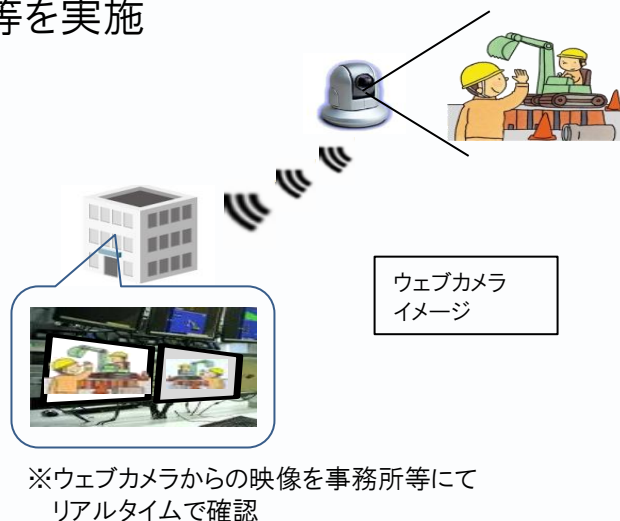 等を実施
ウェブカメラ
イメージ
※ウェブカメラからの映像を事務所等にて
リアルタイムで確認